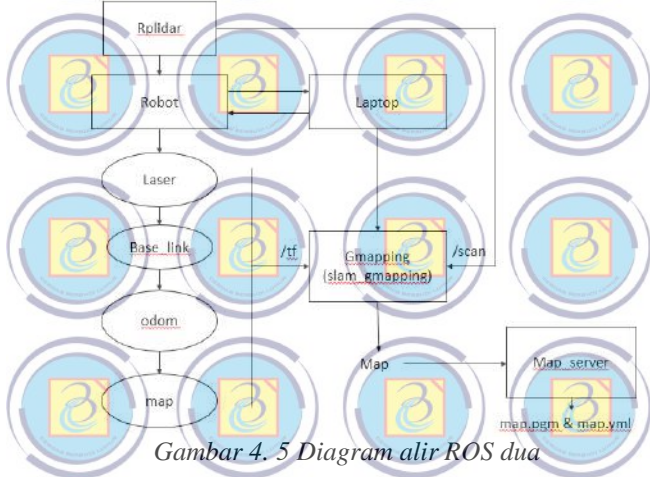 Rplidar
Robot
Laptop
Laser
Base_link
/tf
Gmapping
(slam_gmapping)
/scan
odom
Map
Map_server
map
map.pgm & map.yml
Gambar 4. 5 Diagram alir ROS dua